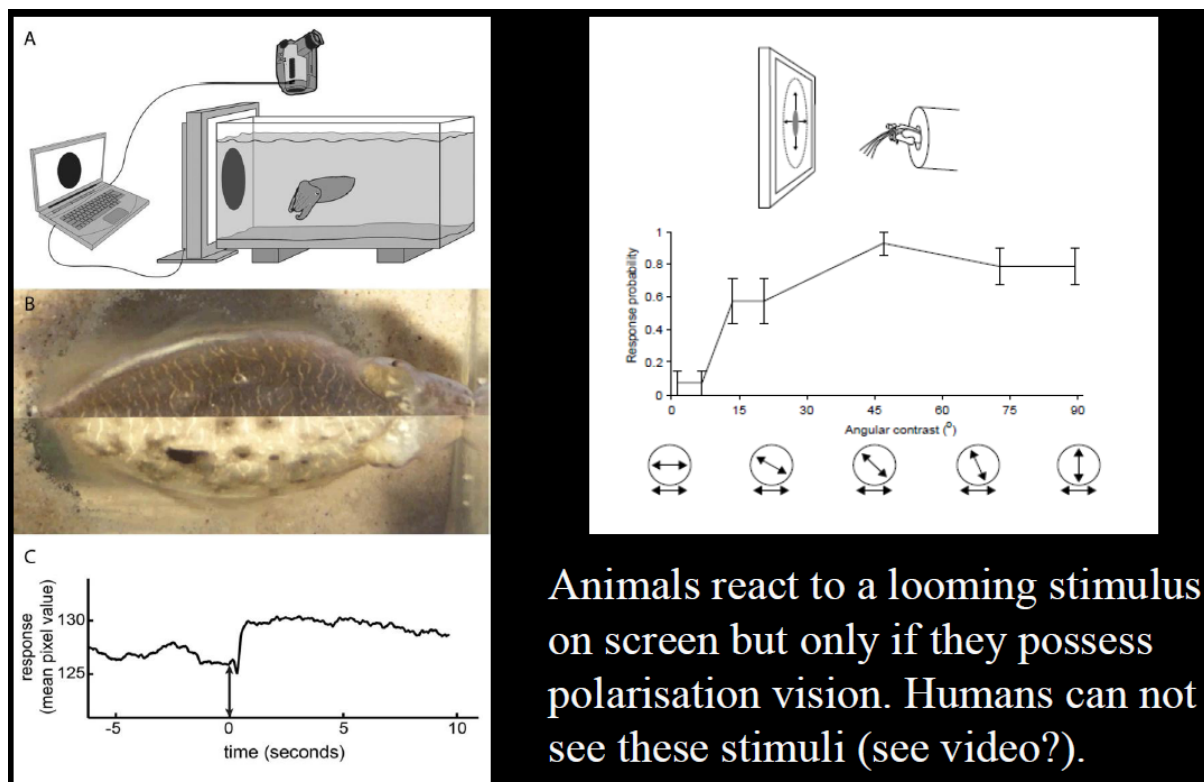 A
B
C
response
(mean pixel value)
130
125
-5
0
5
10
time (seconds)
Response probability
1
0.8
0.6
0.4
0.2
0
0
15
30
45
60
75
90
Angular contrast (°)
Animals react to a looming stimulus
on screen but only if they possess
polarisation vision. Humans can not
see these stimuli (see video?).